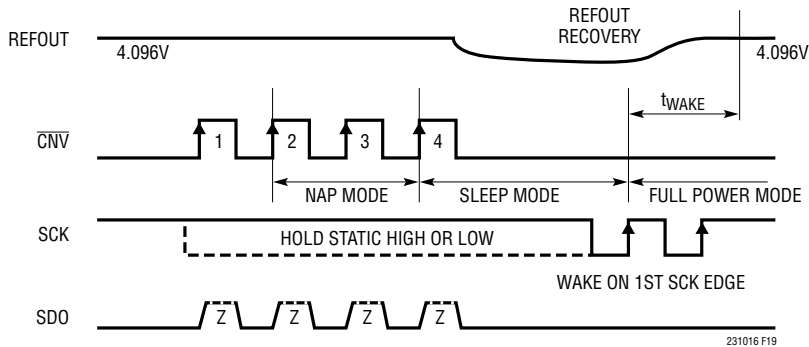 REFOUT
RECOVERY
REFOUT
4.096V
4.096V
tWAKE
CNV
1
2
3
4
NAP MODE
SLEEP MODE
FULL POWER MODE
SCK
HOLD STATIC HIGH OR LOW
WAKE ON 1ST SCK EDGE
SDO
Z
Z
Z
Z
231016 F19